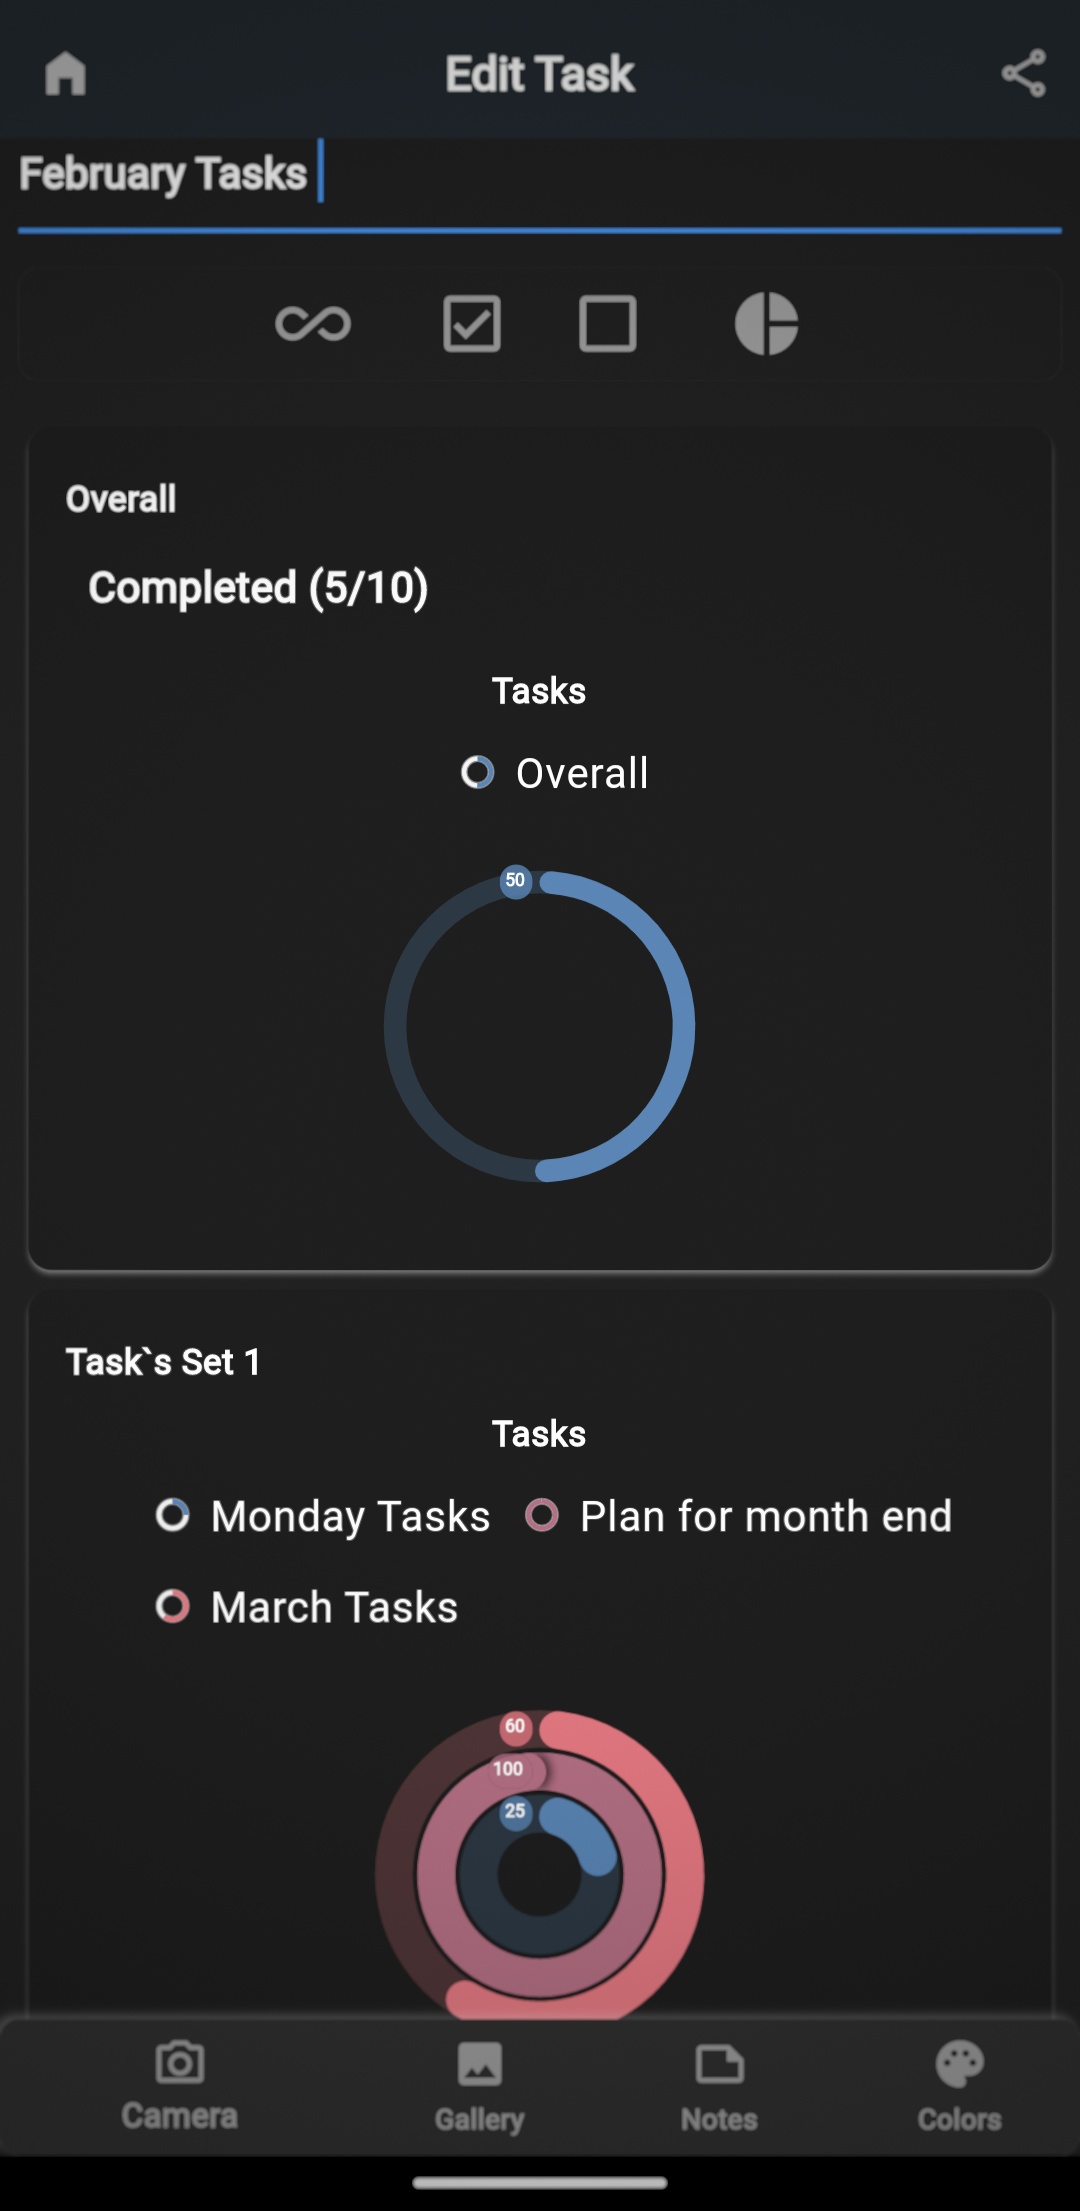 Edit Task
February Tasks
Overall
Completed (5/10)
Tasks
Overall
50
Task`s Set 1
Tasks
Monday Tasks Plan for month end
March Tasks
60
100
25
Camera Gallery Notes Colors